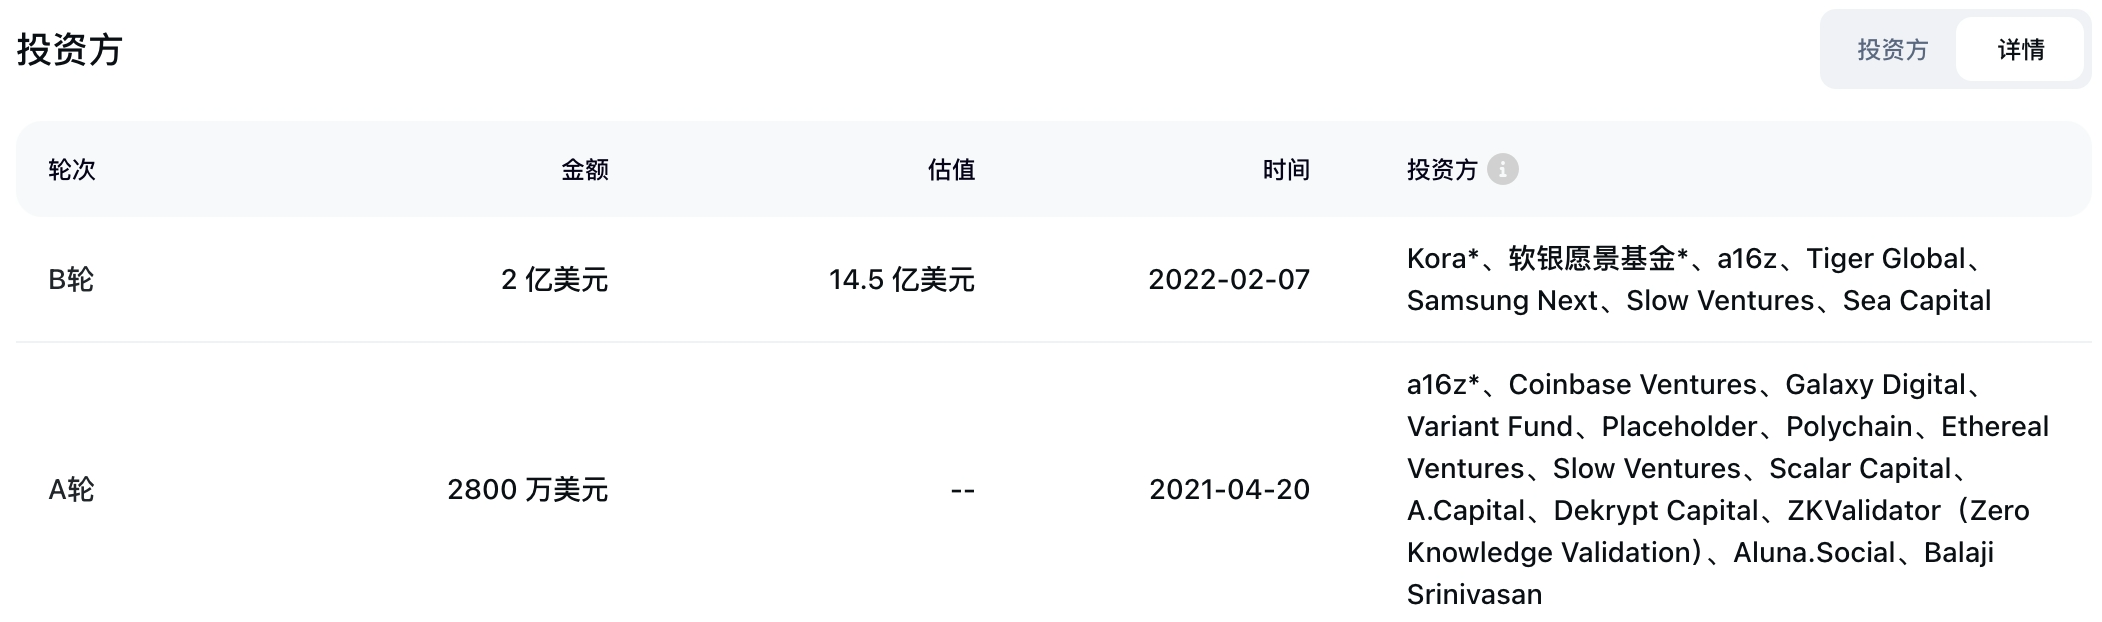 投资方
投资方 详情
轮次 金额 估值 时间 投资方 i
B轮 2 亿美元 14.5 亿美元 2022-02-07 Kora*、软银愿景基金*、a16z、Tiger Global、
Samsung Next、Slow Ventures、Sea Capital
A轮 2800 万美元 -- 2021-04-20 a16z*、Coinbase Ventures、Galaxy Digital、
Variant Fund、Placeholder、Polychain、Ethereal
Ventures、Slow Ventures、Scalar Capital、
A.Capital、Dekrypt Capital、ZKValidator（Zero
Knowledge Validation）、Aluna.Social、Balaji
Srinivasan